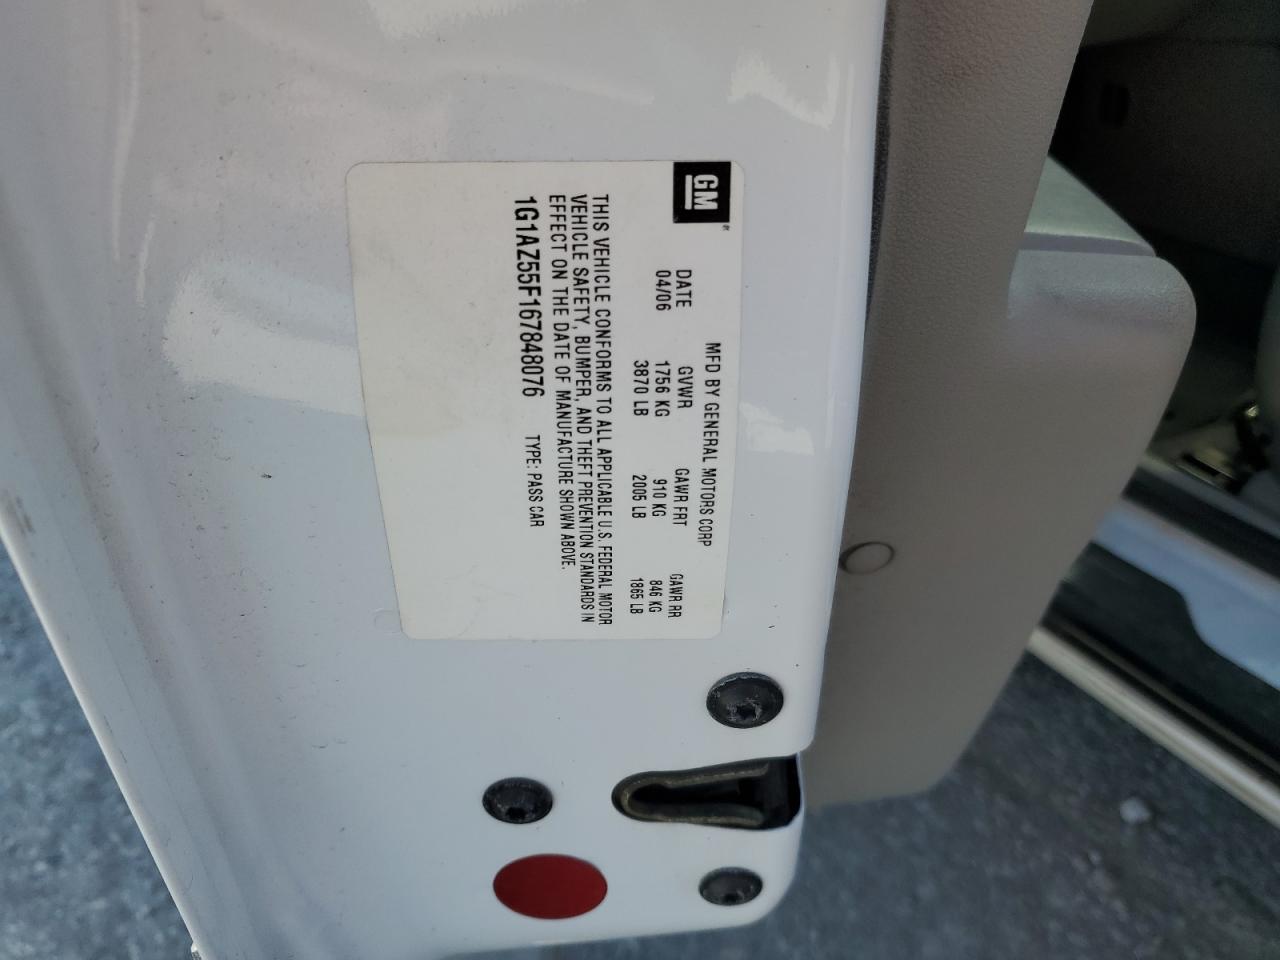 GM
MFD BY GENERAL MOTORS CORP
DATE GVWR GAWR FRT GAWR RR
04/06 1756 KG 910 KG 846 KG
3870 LB 2005 LB 1865 LB
THIS VEHICLE CONFORMS TO ALL APPLICABLE U.S. FEDERAL MOTOR
VEHICLE SAFETY, BUMPER, AND THEFT PREVENTION STANDARDS IN
EFFECT ON THE DATE OF MANUFACTURE SHOWN ABOVE.
1G1AZ55F167848076 TYPE: PASS CAR